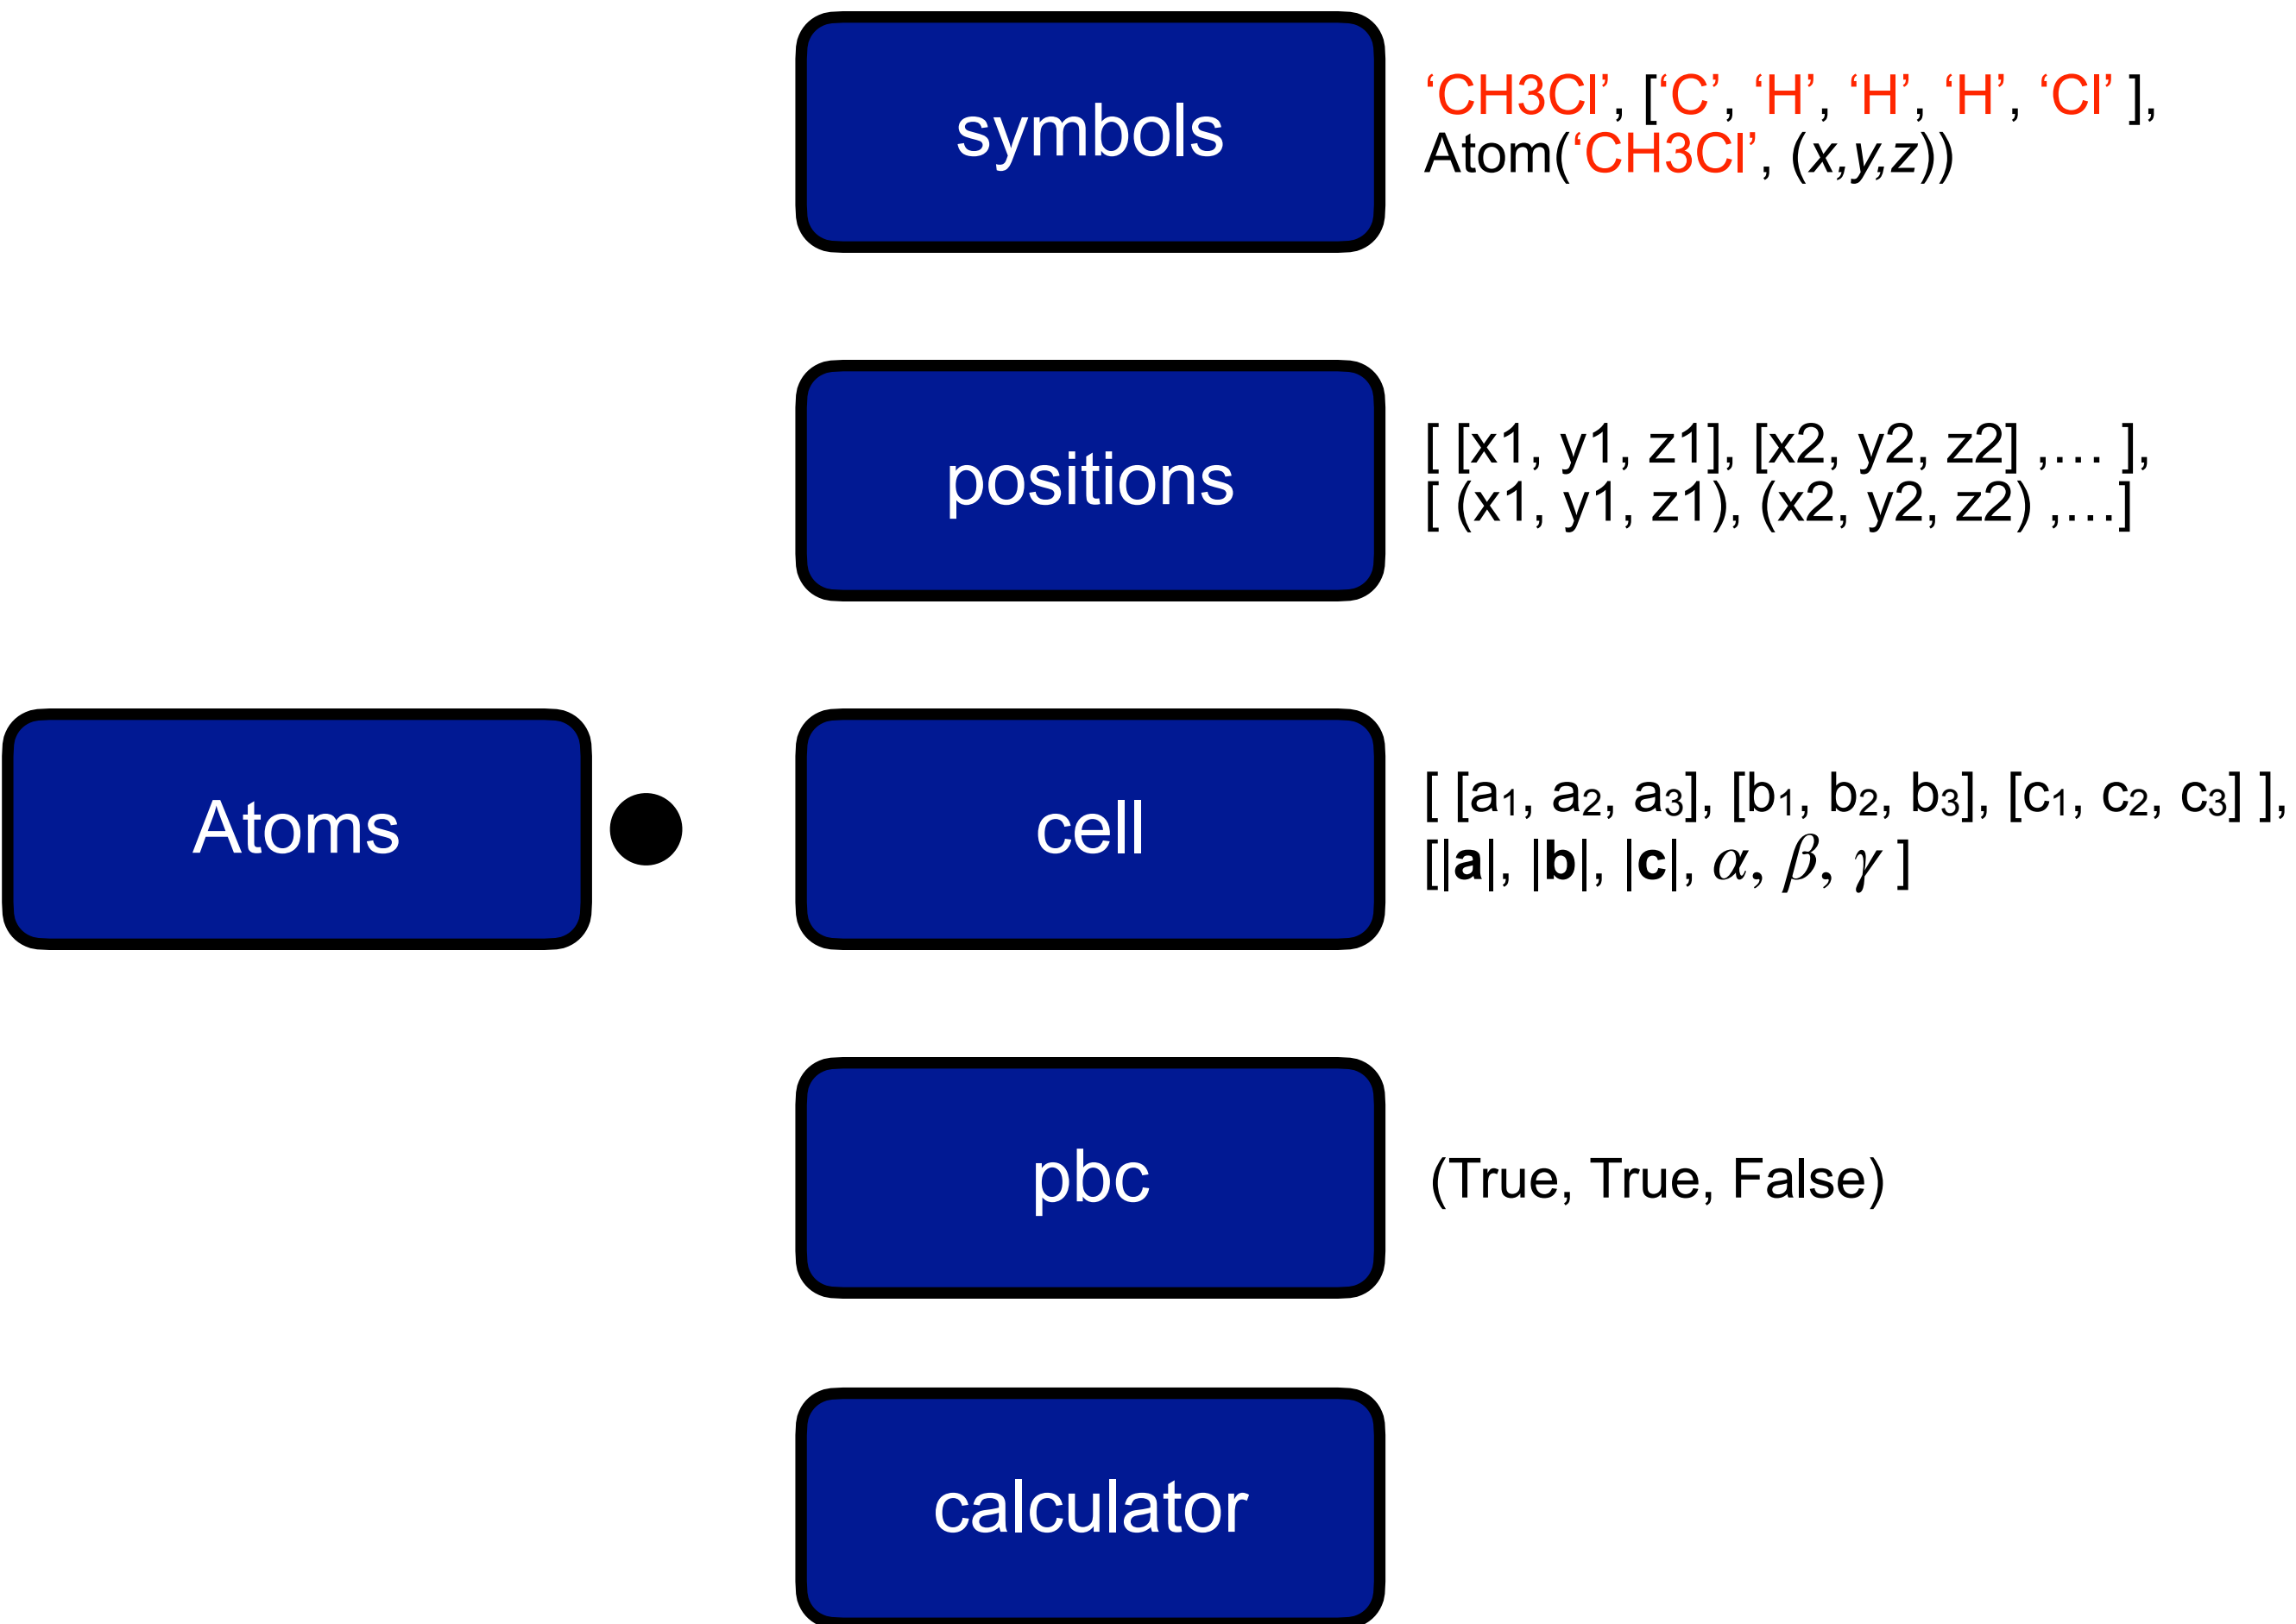 symbols
‘CH3Cl’, [‘C’, ‘H’, ‘H’, ‘H’, ‘Cl’ ],
Atom(‘CH3Cl’, (x,y,z))
positions
[ [x1, y1, z1], [x2, y2, z2] ,… ],
[ (x1, y1, z1), (x2, y2, z2) ,…]
Atoms
cell
[ [a₁, a₂, a₃], [b₁, b₂, b₃], [c₁, c₂, c₃] ],
[|a|, |b|, |c|, α, β, γ ]
pbc
(True, True, False)
calculator